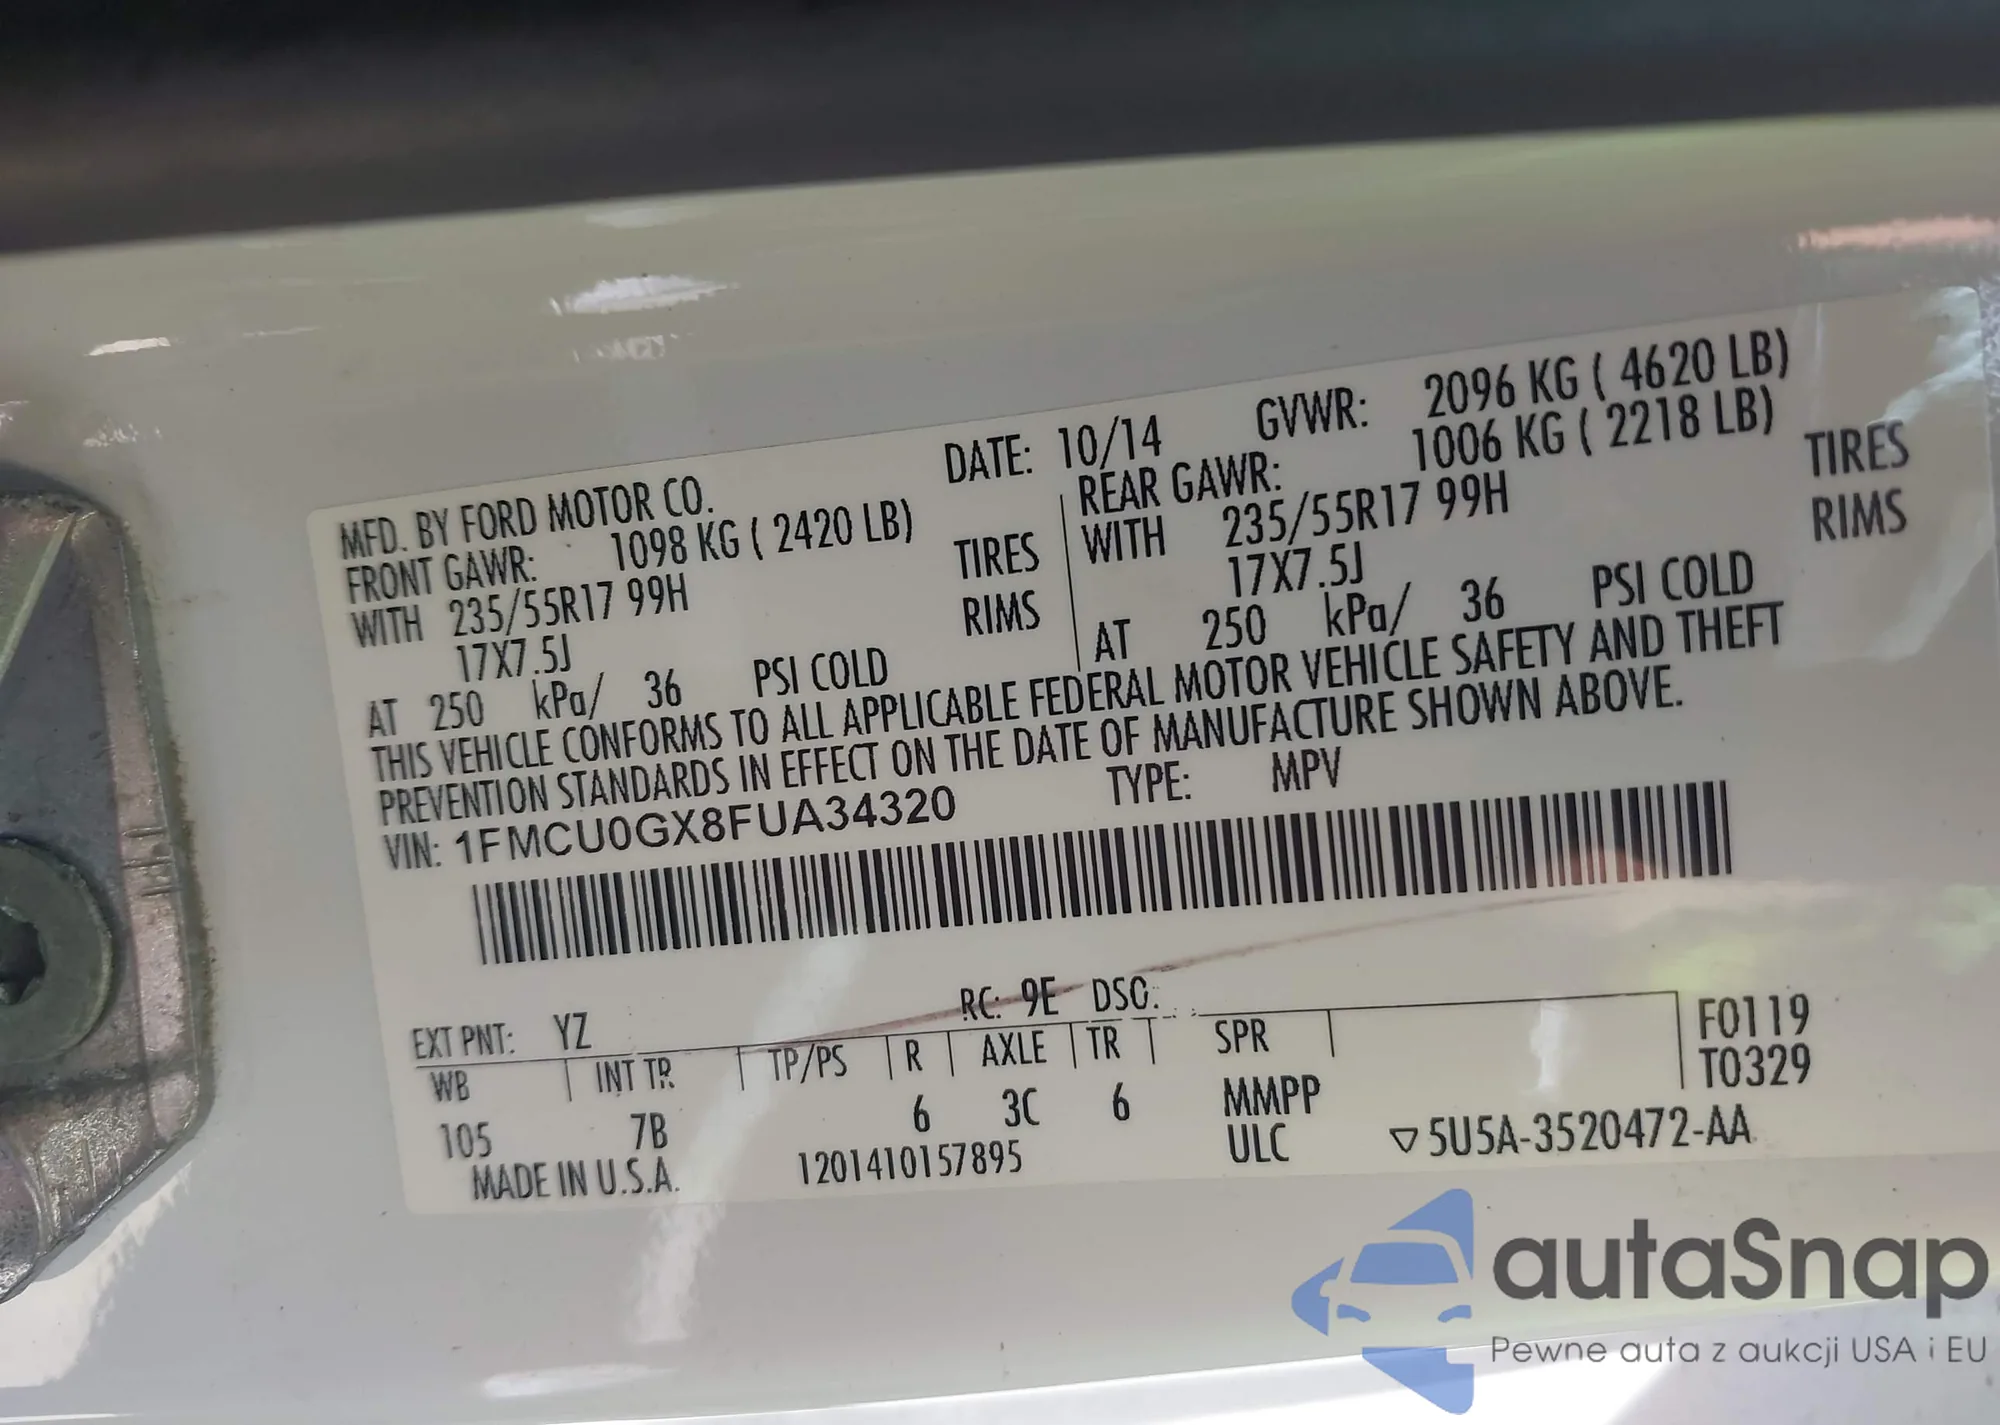 MFD. BY FORD MOTOR CO. DATE: 10/14 GVWR: 2096 KG ( 4620 LB)
FRONT GAWR: 1098 KG ( 2420 LB) REAR GAWR: 1006 KG ( 2218 LB)
WITH 235/55R17 99H TIRES WITH 235/55R17 99H TIRES
17X7.5J RIMS 17X7.5J RIMS
AT 250 kPa/ 36 PSI COLD AT 250 kPa/ 36 PSI COLD
THIS VEHICLE CONFORMS TO ALL APPLICABLE FEDERAL MOTOR VEHICLE SAFETY AND THEFT
PREVENTION STANDARDS IN EFFECT ON THE DATE OF MANUFACTURE SHOWN ABOVE.
VIN: 1FMCU0GX8FUA34320 TYPE: MPV
EXT PNT: YZ RC: 9E DSO:
WB INT TR TP/PS R AXLE TR SPR F0119
105 7B 6 3C 6 MMPP T0329
MADE IN U.S.A. 1201410157895 ULC ▽5U5A-3520472-AA
autaSnap
Pewne auta z aukcji USA i EU